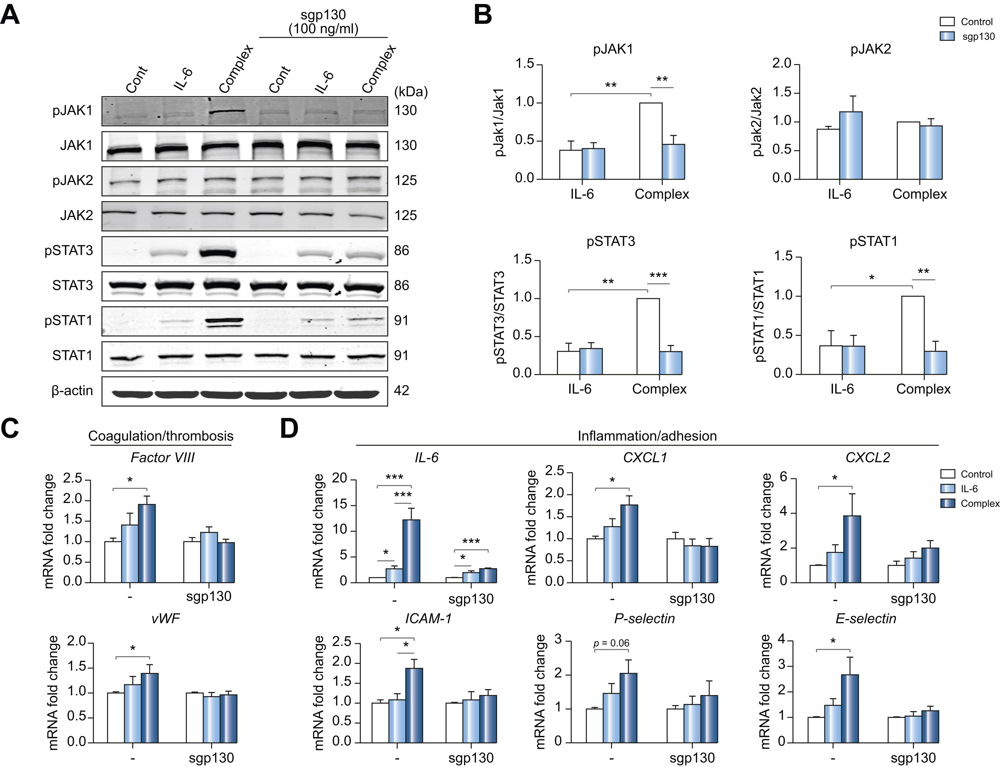 A
sgp130
(100 ng/ml)
Cont
IL-6
Complex
Cont
IL-6
Complex
(kDa)
pJAK1
130
JAK1
130
pJAK2
125
JAK2
125
pSTAT3
86
STAT3
86
pSTAT1
91
STAT1
91
β-actin
42
B
Control
sgp130
pJAK1
pJak1/Jak1
1.5
1.0
0.5
0.0
**
**
IL-6
Complex
pJAK2
pJak2/Jak2
2.0
1.5
1.0
0.5
0.0
IL-6
Complex
pSTAT3
pSTAT3/STAT3
1.5
1.0
0.5
0.0
**
***
IL-6
Complex
pSTAT1
pSTAT1/STAT1
1.5
1.0
0.5
0.0
*
**
IL-6
Complex
C
Coagulation/thrombosis
Factor VIII
mRNA fold change
2.5
2.0
1.5
1.0
0.5
0.0
*
-
sgp130
vWF
mRNA fold change
2.0
1.5
1.0
0.5
0.0
*
-
sgp130
D
Inflammation/adhesion
IL-6
mRNA fold change
20
15
10
5
0
***
***
*
***
*
-
sgp130
CXCL1
mRNA fold change
2.5
2.0
1.5
1.0
0.5
0.0
*
-
sgp130
CXCL2
mRNA fold change
6
4
2
0
*
-
sgp130
Control
IL-6
Complex
ICAM-1
mRNA fold change
2.5
2.0
1.5
1.0
0.5
0.0
*
*
-
sgp130
P-selectin
mRNA fold change
3
2
1
0
p = 0.06
-
sgp130
E-selectin
mRNA fold change
4
3
2
1
0
*
-
sgp130